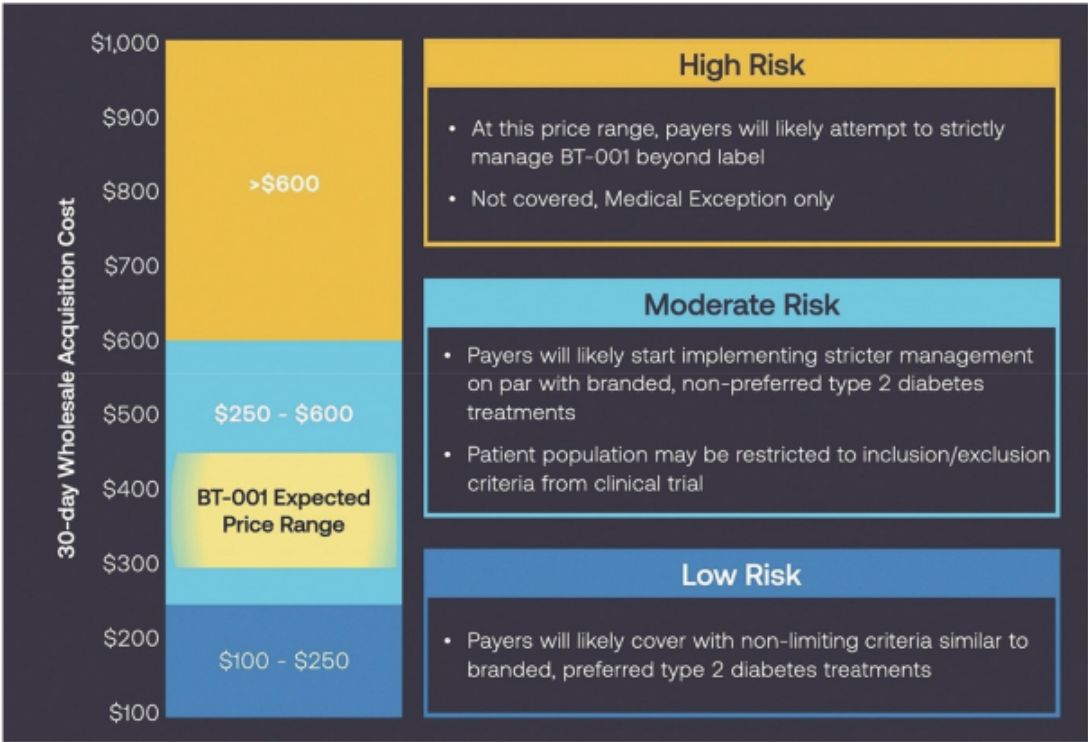 30-day Wholesale Acquisition Cost
$1,000
$900
$800
$700
$600
$500
$400
$300
$200
$100
>$600
$250 - $600
BT-001 Expected
Price Range
$100 - $250
High Risk
• At this price range, payers will likely attempt to strictly
manage BT-001 beyond label
• Not covered, Medical Exception only
Moderate Risk
• Payers will likely start implementing stricter management
on par with branded, non-preferred type 2 diabetes
treatments
• Patient population may be restricted to inclusion/exclusion
criteria from clinical trial
Low Risk
• Payers will likely cover with non-limiting criteria similar to
branded, preferred type 2 diabetes treatments